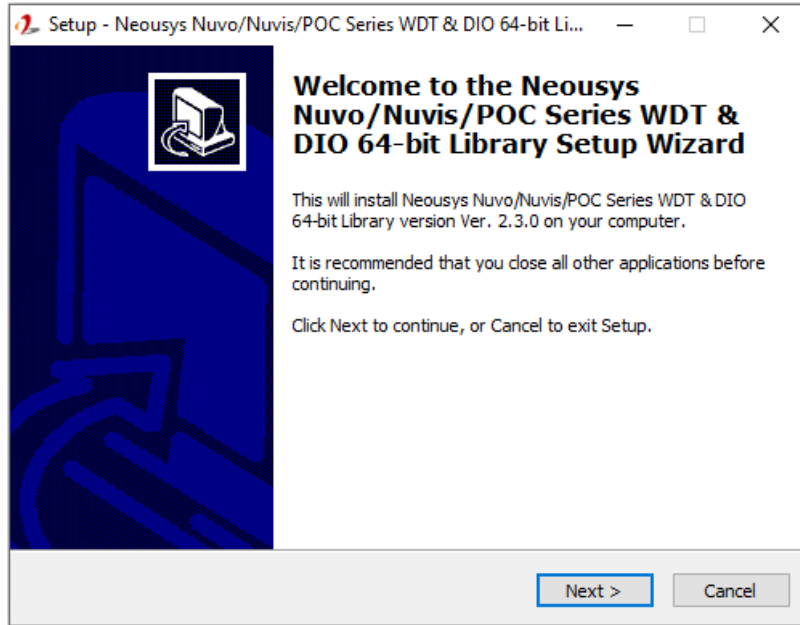 Setup - Neousys Nuvo/Nuvis/POC Series WDT & DIO 64-bit Li...
Welcome to the Neousys
Nuvo/Nuvis/POC Series WDT &
DIO 64-bit Library Setup Wizard
This will install Neousys Nuvo/Nuvis/POC Series WDT & DIO
64-bit Library version Ver. 2.3.0 on your computer.
It is recommended that you close all other applications before
continuing.
Click Next to continue, or Cancel to exit Setup.
Next >
Cancel